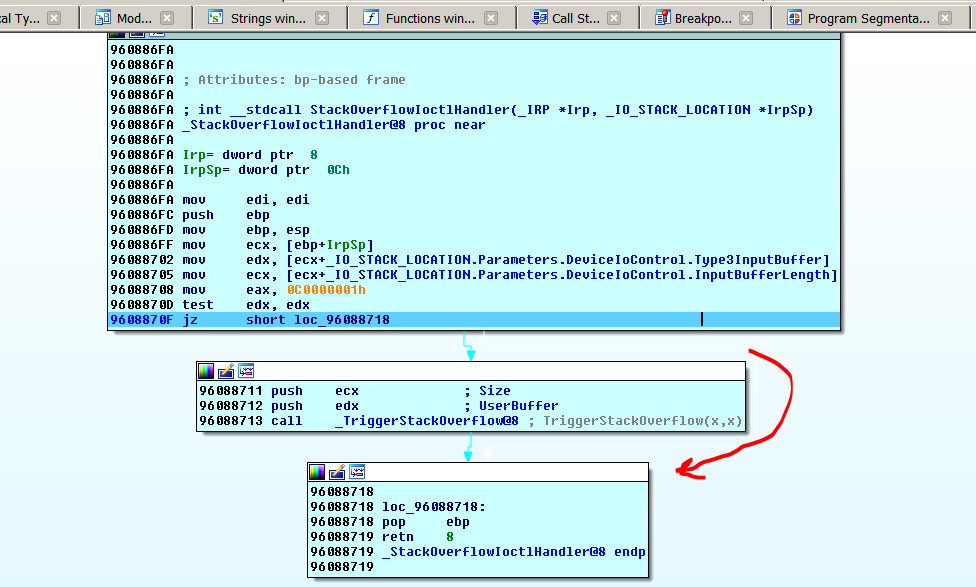 al Ty...
Mod...
Strings win...
Functions win...
Call St...
Breakpo...
Program Segmenta...
960886FA
960886FA
960886FA ; Attributes: bp-based frame
960886FA
960886FA ; int __stdcall StackOverflowIoctlHandler(_IRP *Irp, _IO_STACK_LOCATION *IrpSp)
960886FA _StackOverflowIoctlHandler@8 proc near
960886FA
960886FA Irp= dword ptr  8
960886FA IrpSp= dword ptr  0Ch
960886FA
960886FA mov     edi, edi
960886FC push    ebp
960886FD mov     ebp, esp
960886FF mov     ecx, [ebp+IrpSp]
96088702 mov     edx, [ecx+_IO_STACK_LOCATION.Parameters.DeviceIoControl.Type3InputBuffer]
96088705 mov     ecx, [ecx+_IO_STACK_LOCATION.Parameters.DeviceIoControl.InputBufferLength]
96088708 mov     eax, 0C0000001h
9608870D test    edx, edx
9608870F jz      short loc_96088718
96088711 push    ecx             ; Size
96088712 push    edx             ; UserBuffer
96088713 call    _TriggerStackOverflow@8 ; TriggerStackOverflow(x,x)
96088718
96088718 loc_96088718:
96088718 pop     ebp
96088719 retn    8
96088719 _StackOverflowIoctlHandler@8 endp
96088719